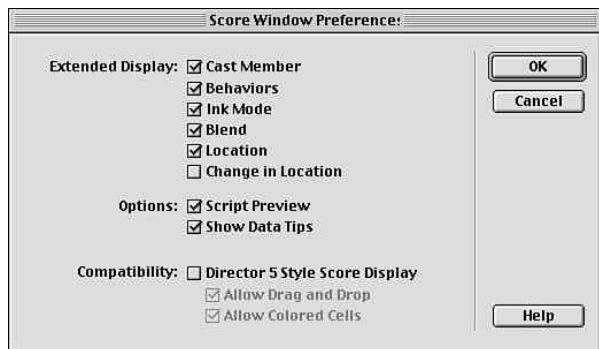 Score Window Preferences
Extended Display: Cast Member
Behaviors
Ink Mode
Blend
Location
Change in Location
Options: Script Preview
Show Data Tips
Compatibility: Director 5 Style Score Display
Allow Drag and Drop
Allow Colored Cells
OK
Cancel
Help